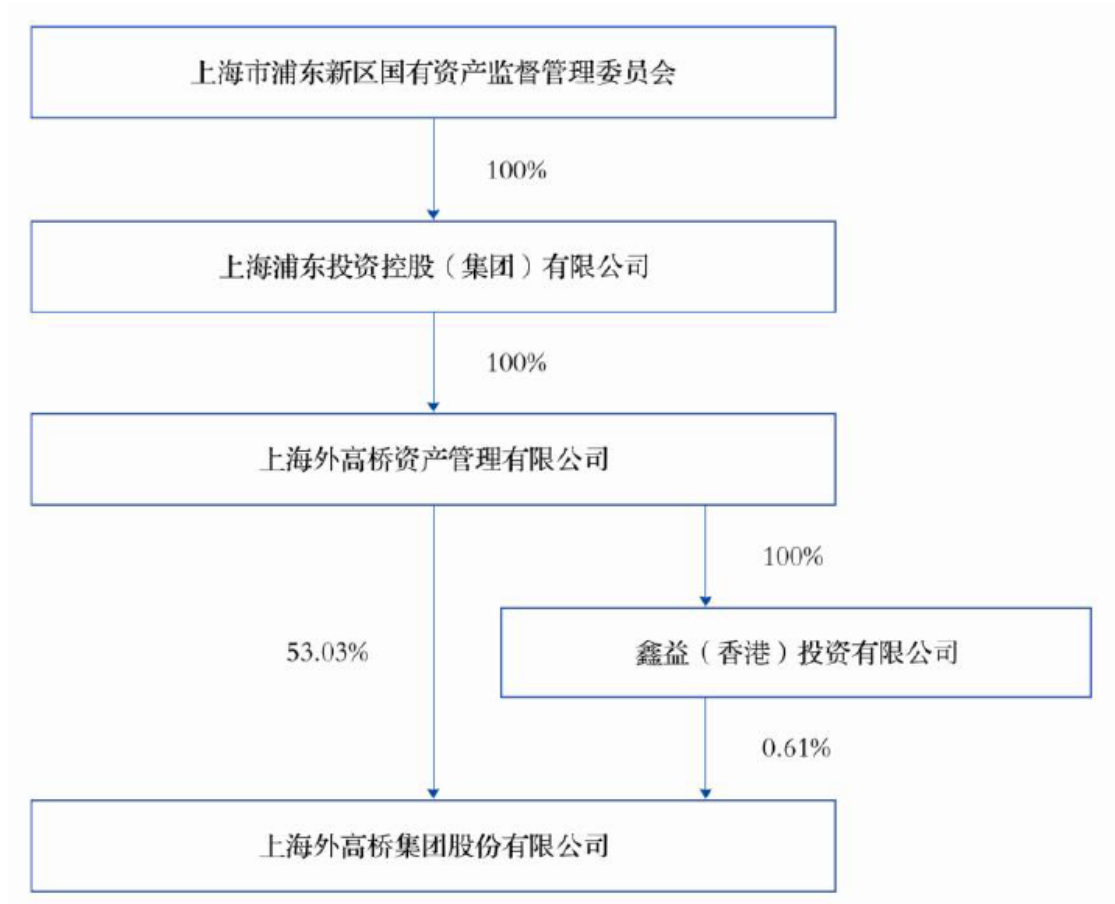 上海市浦东新区国有资产监督管理委员会
100%
上海浦东投资控股（集团）有限公司
100%
上海外高桥资产管理有限公司
100%
53.03%
鑫益（香港）投资有限公司
0.61%
上海外高桥集团股份有限公司